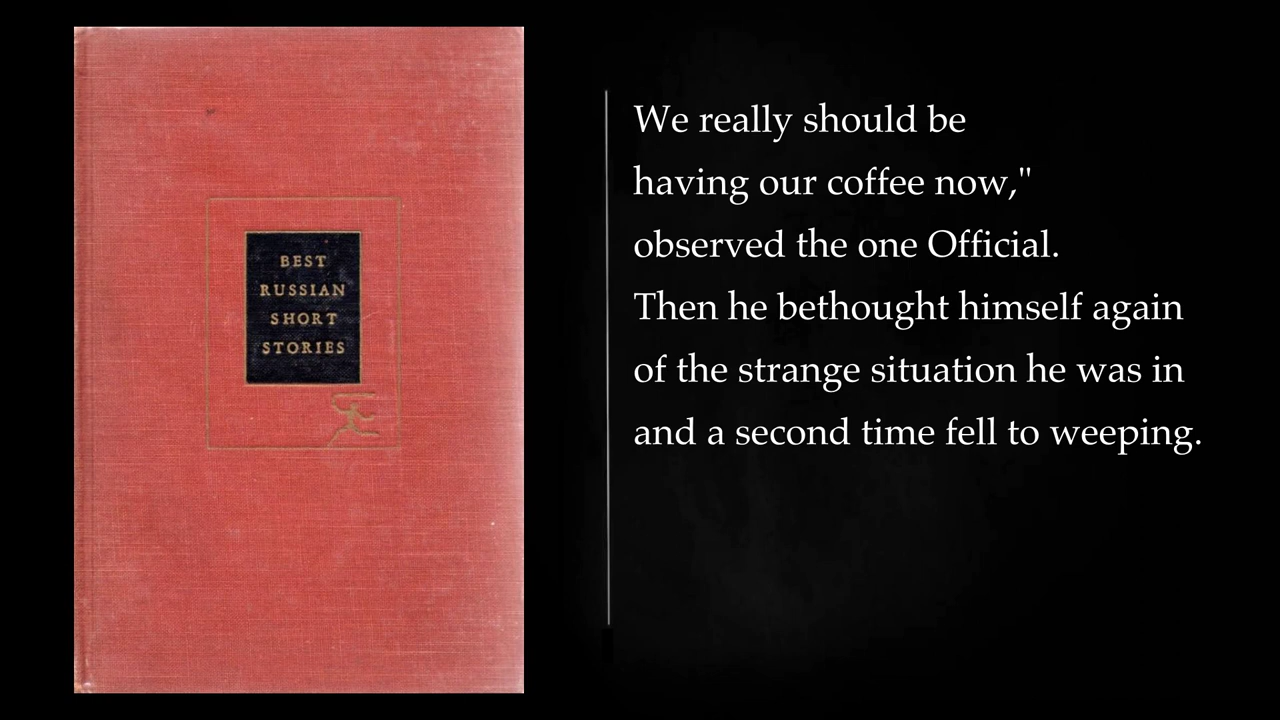 BEST
RUSSIAN
SHORT
STORIES
We really should be
having our coffee now,"
observed the one Official.
Then he bethought himself again
of the strange situation he was in
and a second time fell to weeping.